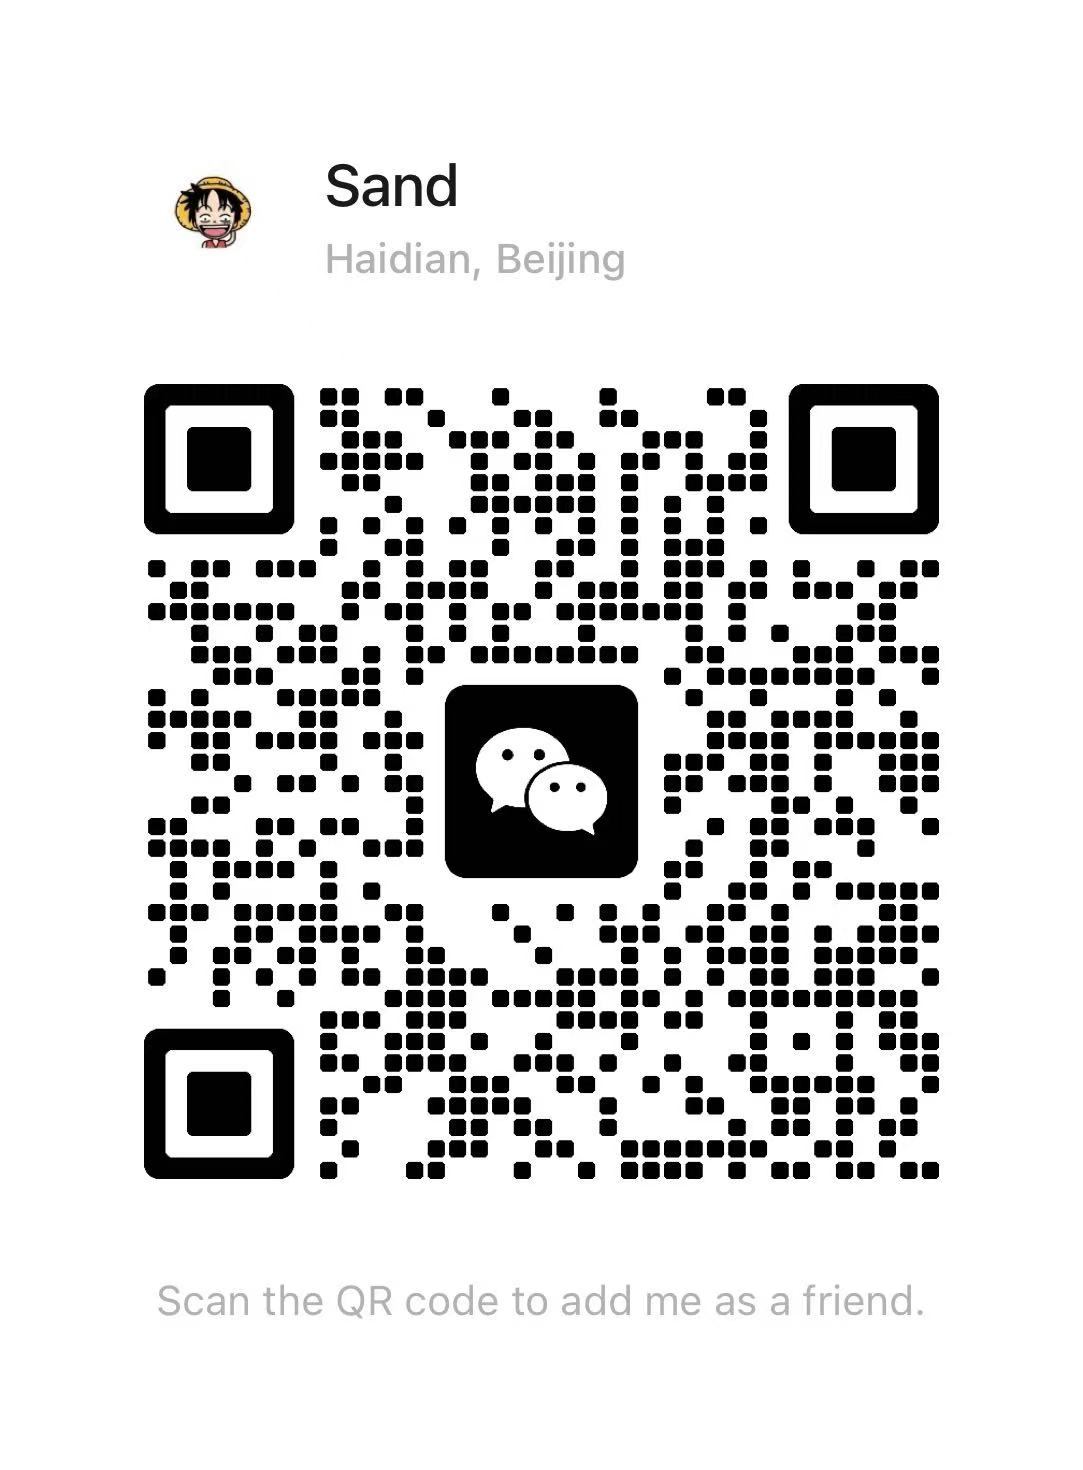 Sand
Haidian, Beijing
Scan the QR code to add me as a friend.